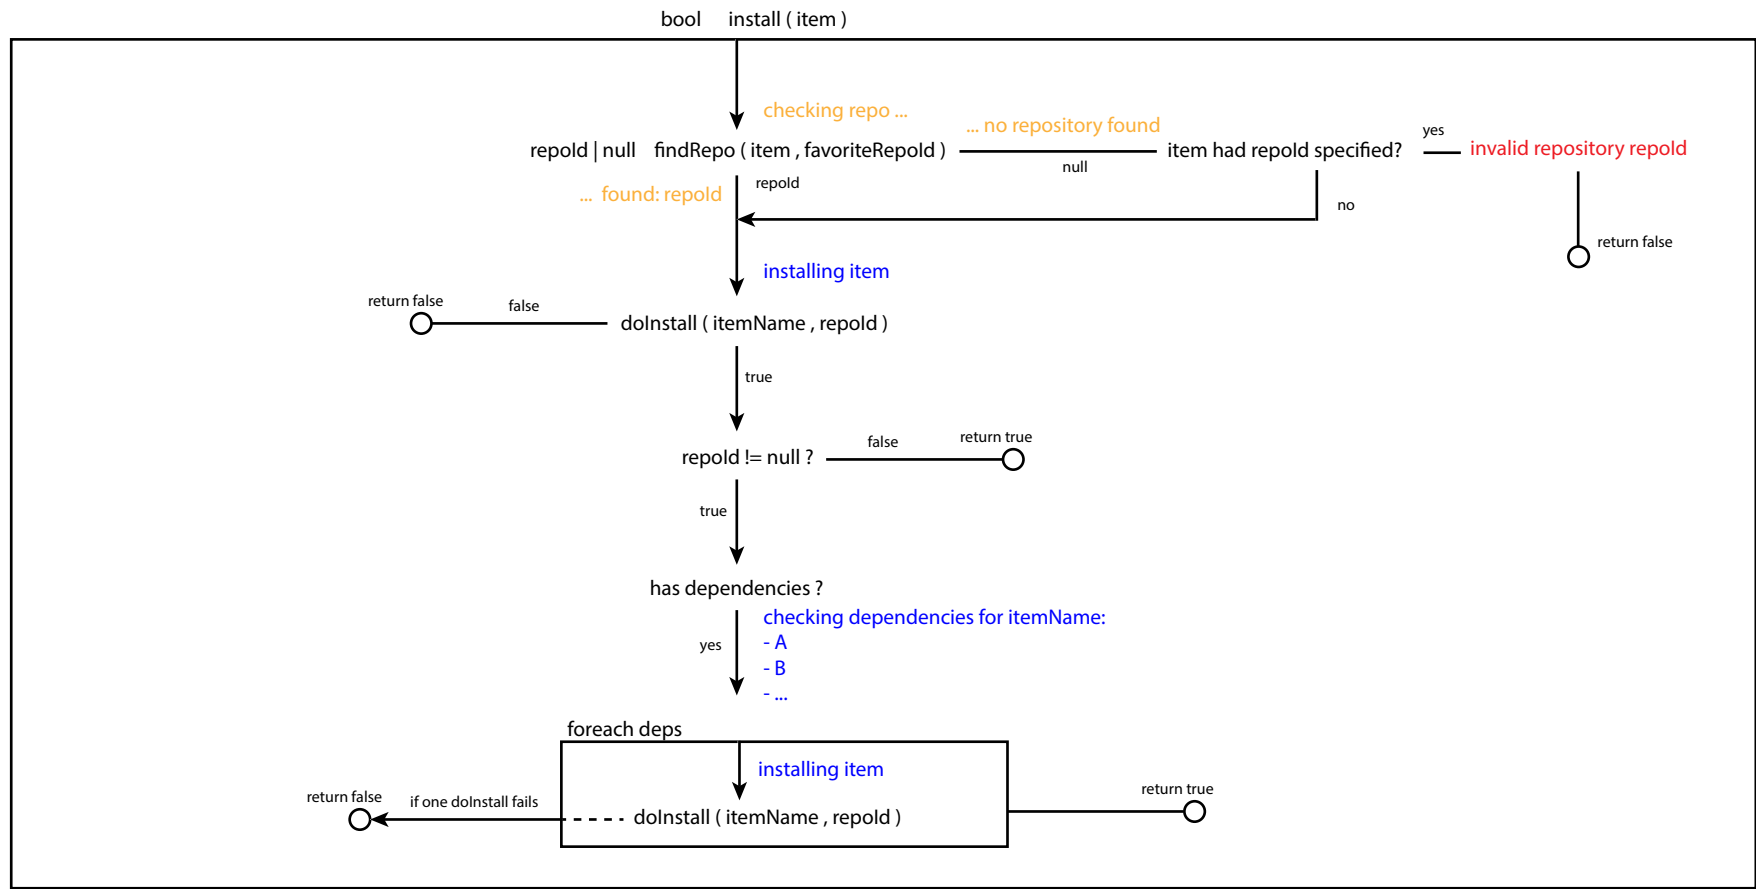 bool install ( item )
checking repo ...
... no repository found
yes
repoId | null findRepo ( item , favoriteRepoId )
null
item had repoId specified?
invalid repository repoId
... found: repoId
repoId
no
return false
installing item
return false
false
doInstall ( itemName , repoId )
true
repoId != null ?
false
return true
true
has dependencies ?
yes
checking dependencies for itemName:
- A
- B
- ...
foreach deps
installing item
return false
if one doInstall fails
doInstall ( itemName , repoId )
return true